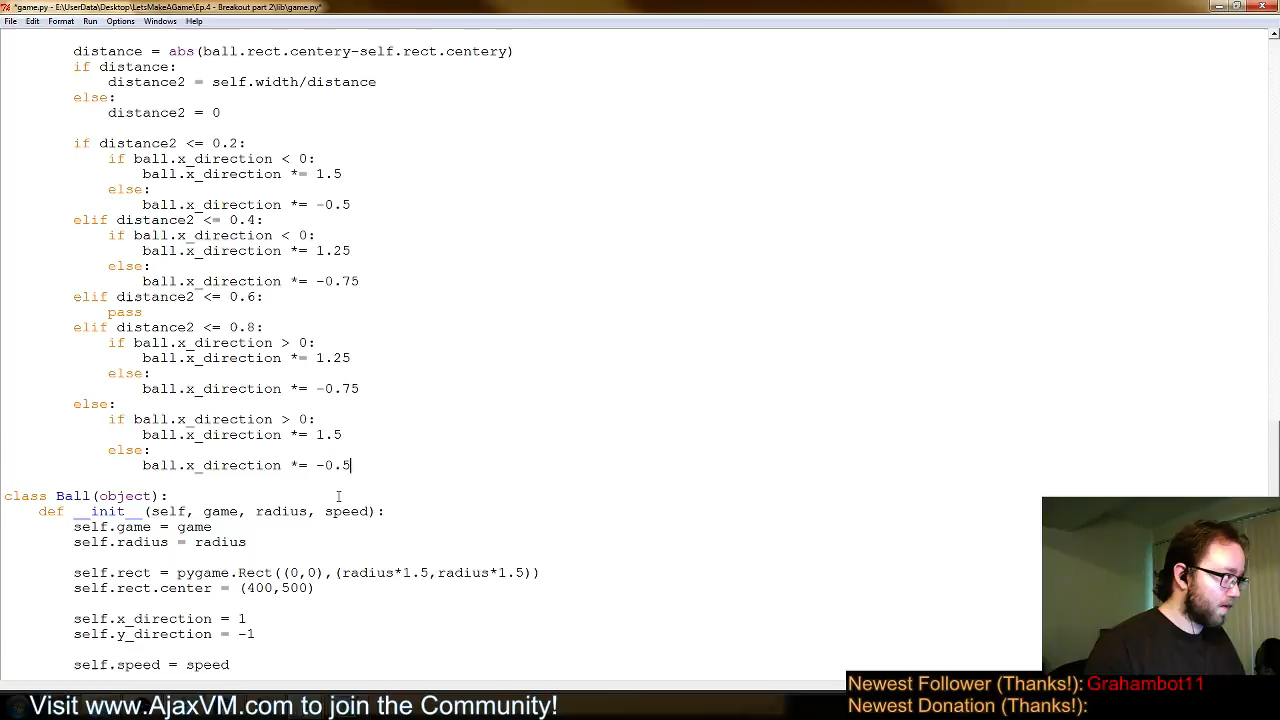 *game.py - E:\UserData\Desktop\LetsMakeAGame\Ep.4 - Breakout part 2\lib\game.py*
File Edit Format Run Options Windows Help
distance = abs(ball.rect.centery-self.rect.centery)
if distance:
distance2 = self.width/distance
else:
distance2 = 0
if distance2 <= 0.2:
if ball.x_direction < 0:
ball.x_direction *= 1.5
else:
ball.x_direction *= -0.5
elif distance2 <= 0.4:
if ball.x_direction < 0:
ball.x_direction *= 1.25
else:
ball.x_direction *= -0.75
elif distance2 <= 0.6:
pass
elif distance2 <= 0.8:
if ball.x_direction > 0:
ball.x_direction *= 1.25
else:
ball.x_direction *= -0.75
else:
if ball.x_direction > 0:
ball.x_direction *= 1.5
else:
ball.x_direction *= -0.5
class Ball(object):
def __init__(self, game, radius, speed):
self.game = game
self.radius = radius
self.rect = pygame.Rect((0,0),(radius*1.5,radius*1.5))
self.rect.center = (400,500)
self.x_direction = 1
self.y_direction = -1
self.speed = speed
Newest Follower (Thanks!): Grahambot11
Newest Donation (Thanks!):
Visit www.AjaxVM.com to join the Community!